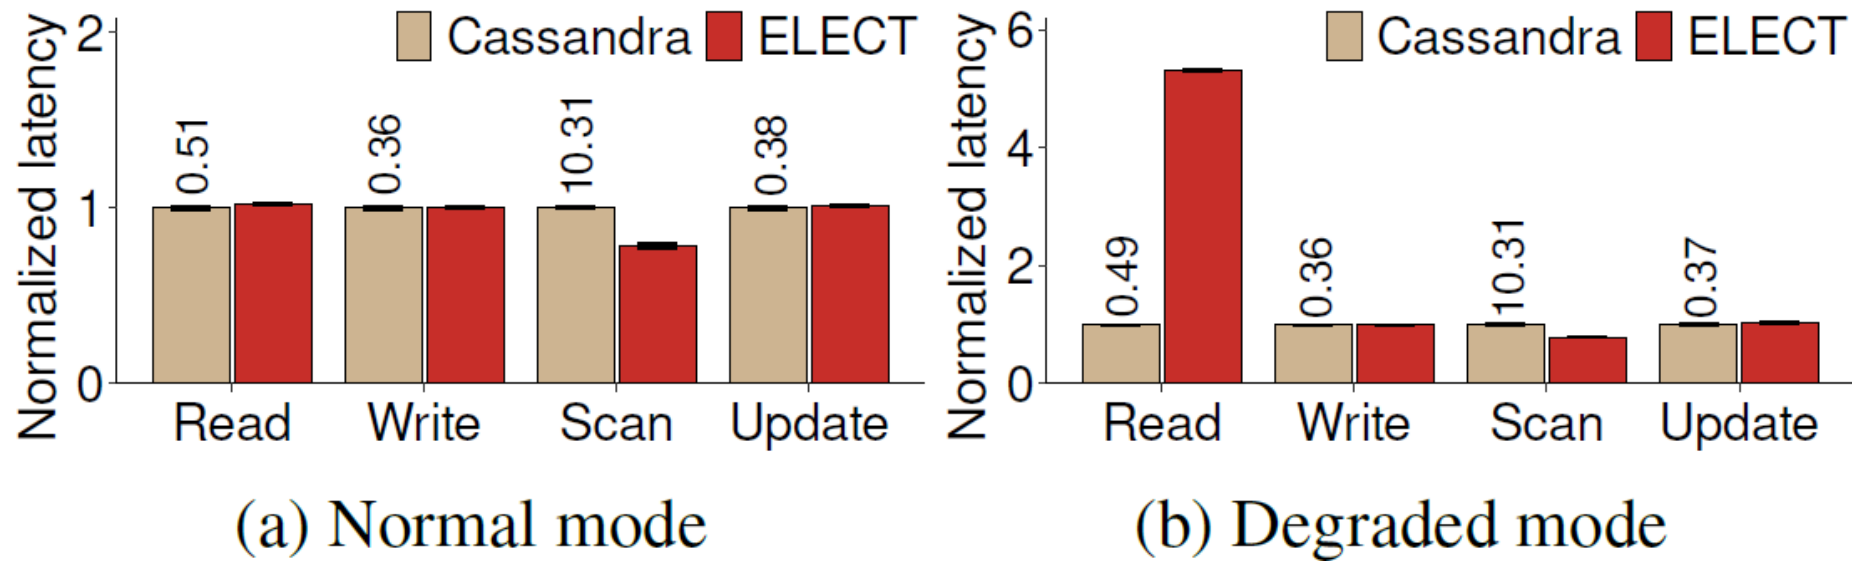 Normalized latency
2
1
0
Cassandra ELECT
0.51
0.36
10.31
0.38
Read Write Scan Update
(a) Normal mode
Normalized latency
6
4
2
0
Cassandra ELECT
0.49
0.36
10.31
0.37
Read Write Scan Update
(b) Degraded mode